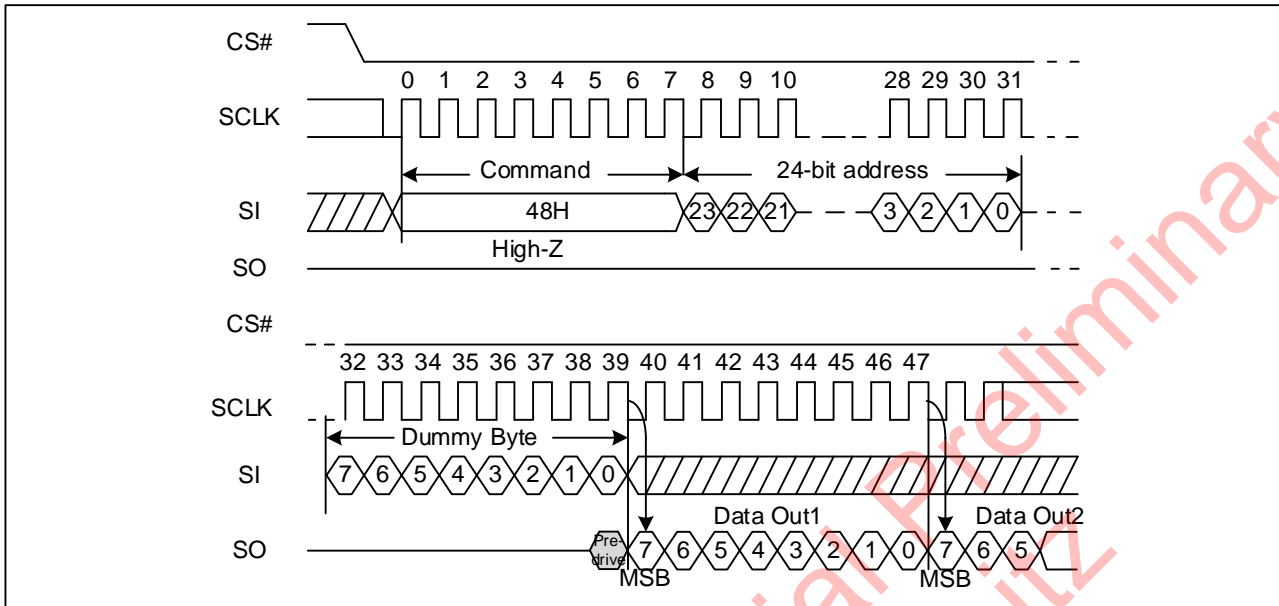 CS#
0 1 2 3 4 5 6 7 8 9 10 28 29 30 31
SCLK
Command 24-bit address
SI 48H 23 22 21 3 2 1 0
High-Z
SO
CS#
32 33 34 35 36 37 38 39 40 41 42 43 44 45 46 47
SCLK
Dummy Byte
SI 7 6 5 4 3 2 1 0
Data Out1 Data Out2
SO Pre-drive 7 6 5 4 3 2 1 0 7 6 5
MSB MSB
Preliminary